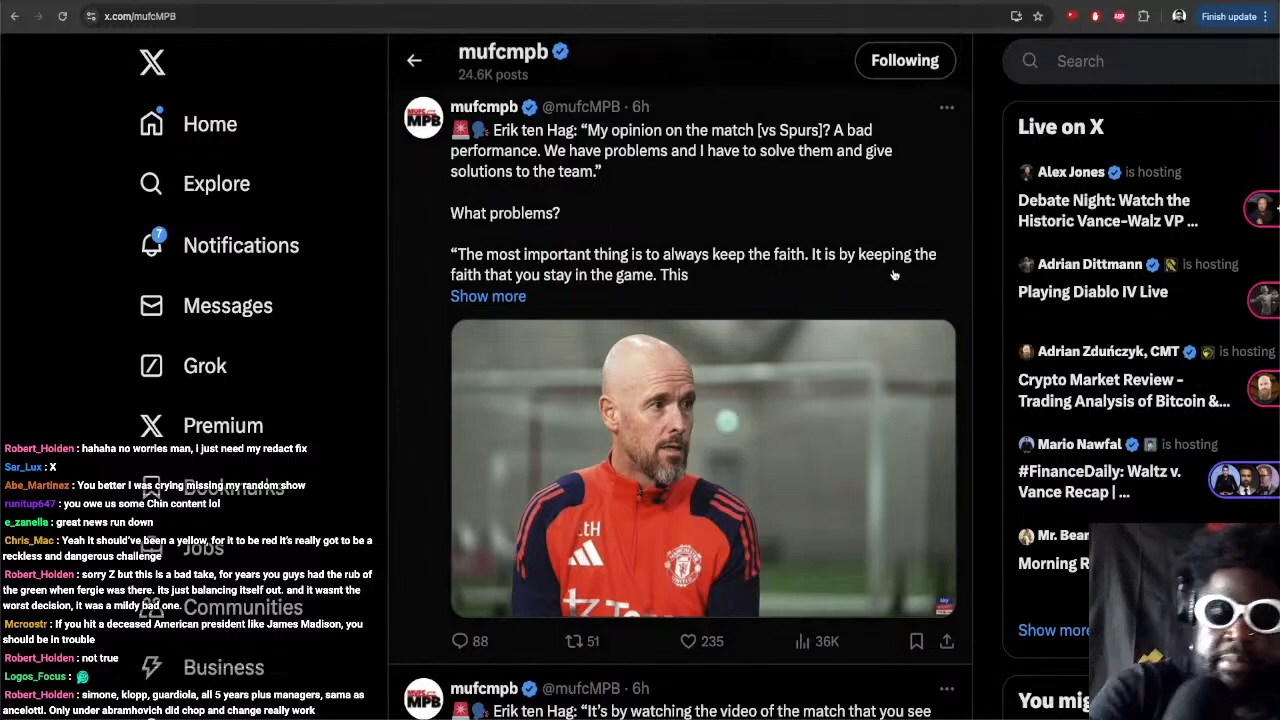 x.com/mufcMPB
Finish update
X
Home
Explore
7
Notifications
Messages
Grok
Premium
Bookmarks
Jobs
Communities
Business
mufcmpb
24.6K posts
Following
MUFC
MPB
mufcmpb @mufcMPB · 6h
🚨🗣️ Erik ten Hag: “My opinion on the match [vs Spurs]? A bad
performance. We have problems and I have to solve them and give
solutions to the team.”
What problems?
“The most important thing is to always keep the faith. It is by keeping the
faith that you stay in the game. This
Show more
88
51
235
36K
MPB
mufcmpb @mufcMPB · 6h
🚨🗣️ Erik ten Hag: “It’s by watching the video of the match that you see
Search
Live on X
Alex Jones is hosting
Debate Night: Watch the
Historic Vance-Walz VP ...
Adrian Dittmann is hosting
Playing Diablo IV Live
Adrian Zduńczyk, CMT is hosting
Crypto Market Review -
Trading Analysis of Bitcoin &...
Mario Nawfal is hosting
#FinanceDaily: Waltz v.
Vance Recap | ...
Mr. Bean
Morning R
Show more
You mig
Robert_Holden : hahaha no worries man, i just need my redact fix
Sar_Lux : X
Abe_Martinez : You better I was crying missing my random show
runitup647 : you owe us some Chin content lol
e_zanella : great news run down
Chris_Mac : Yeah it should’ve been a yellow, for it to be red it’s really got to be a
reckless and dangerous challenge
Robert_Holden : sorry Z but this is a bad take, for years you guys had the rub of
the green when fergie was there. its just balancing itself out. and it wasnt the
worst decision, it was a mildy bad one.
Mcroostr : If you hit a deceased American president like James Madison, you
should be in trouble
Robert_Holden : not true
Logos_Focus :
Robert_Holden : simone, klopp, guardiola, all 5 years plus managers, sama as
ancelotti. Only under abramhovich did chop and change really work